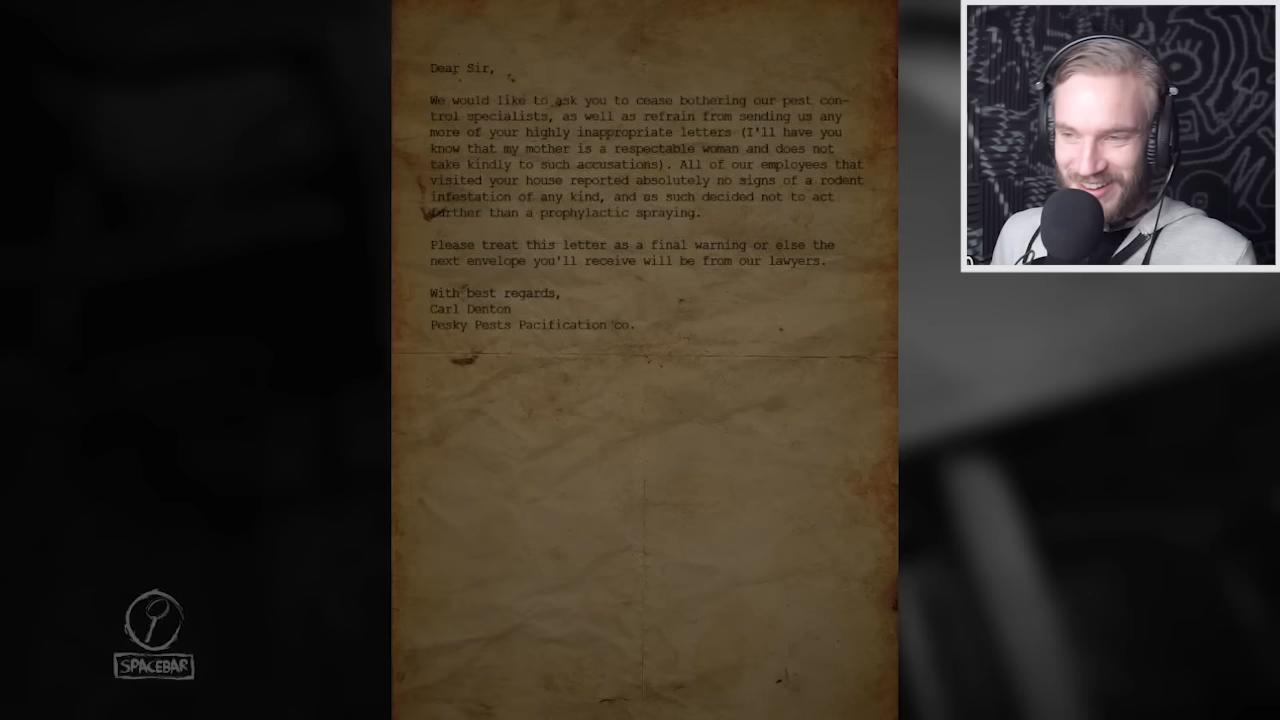 Dear Sir,
We would like to ask you to cease bothering our pest con-
trol specialists, as well as refrain from sending us any
more of your highly inappropriate letters (I'll have you
know that my mother is a respectable woman and does not
take kindly to such accusations). All of our employees that
visited your house reported absolutely no signs of a rodent
infestation of any kind, and as such decided not to act
farther than a prophylactic spraying.
Please treat this letter as a final warning or else the
next envelope you'll receive will be from our lawyers.
With best regards,
Carl Denton
Pesky Pests Pacification co.
SPACEBAR